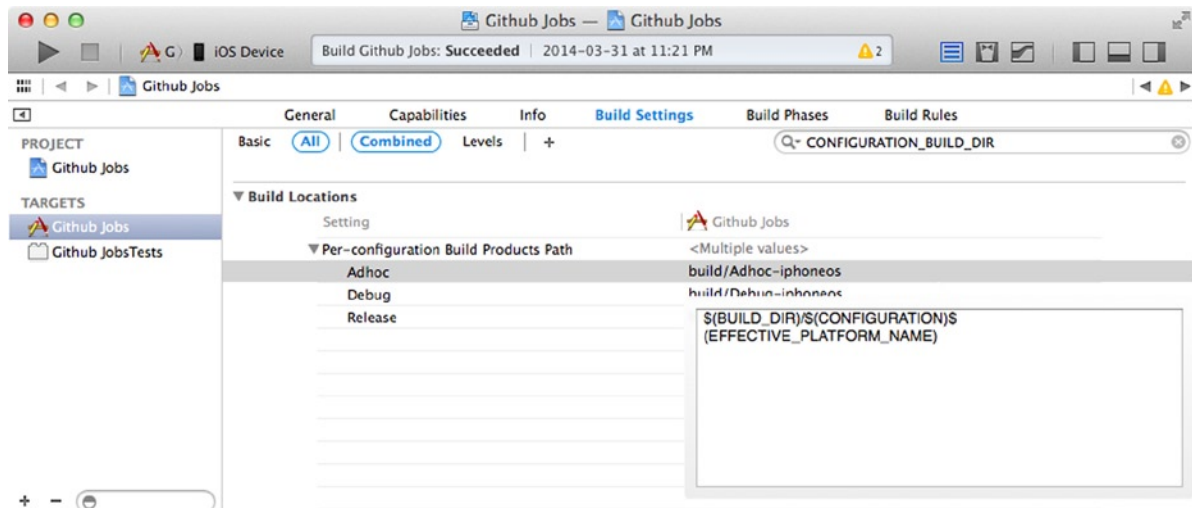 Github Jobs — Github Jobs
G iOS Device Build Github Jobs: Succeeded 2014-03-31 at 11:21 PM 2
Github Jobs
General Capabilities Info Build Settings Build Phases Build Rules
PROJECT
Github Jobs
TARGETS
Github Jobs
Github JobsTests
Basic All Combined Levels + CONFIGURATION_BUILD_DIR
Build Locations
Setting Github Jobs
Per-configuration Build Products Path <Multiple values>
Adhoc build/Adhoc-iphoneos
Debug build/Debug-iphoneos
Release
$(BUILD_DIR)/$(CONFIGURATION)$
(EFFECTIVE_PLATFORM_NAME)